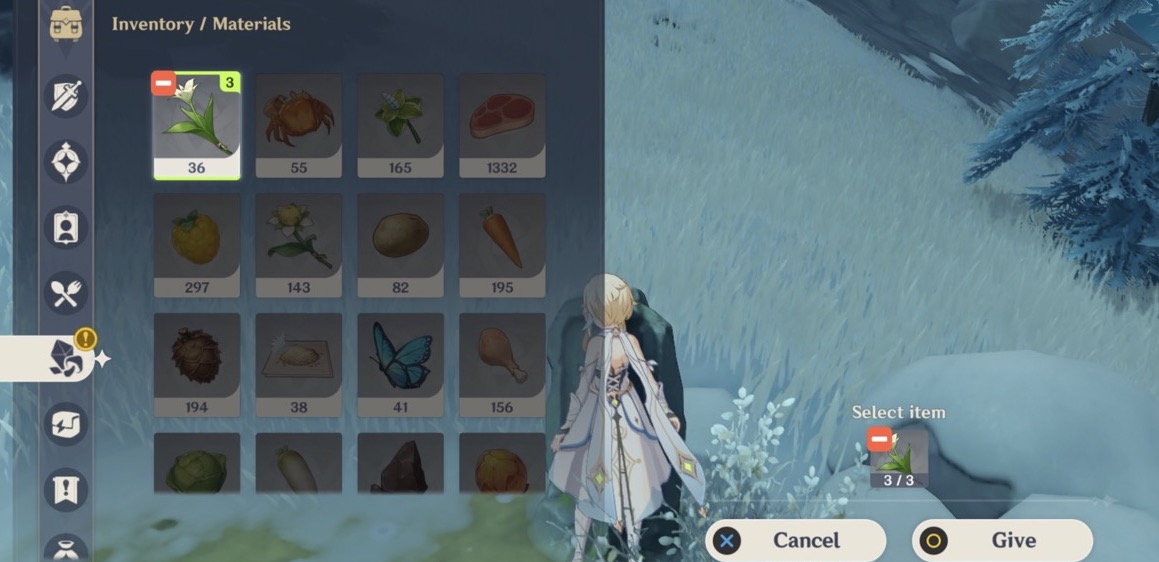 Inventory / Materials
3
36
55
165
1332
297
143
82
195
194
38
41
156
Select item
3 / 3
Cancel
Give